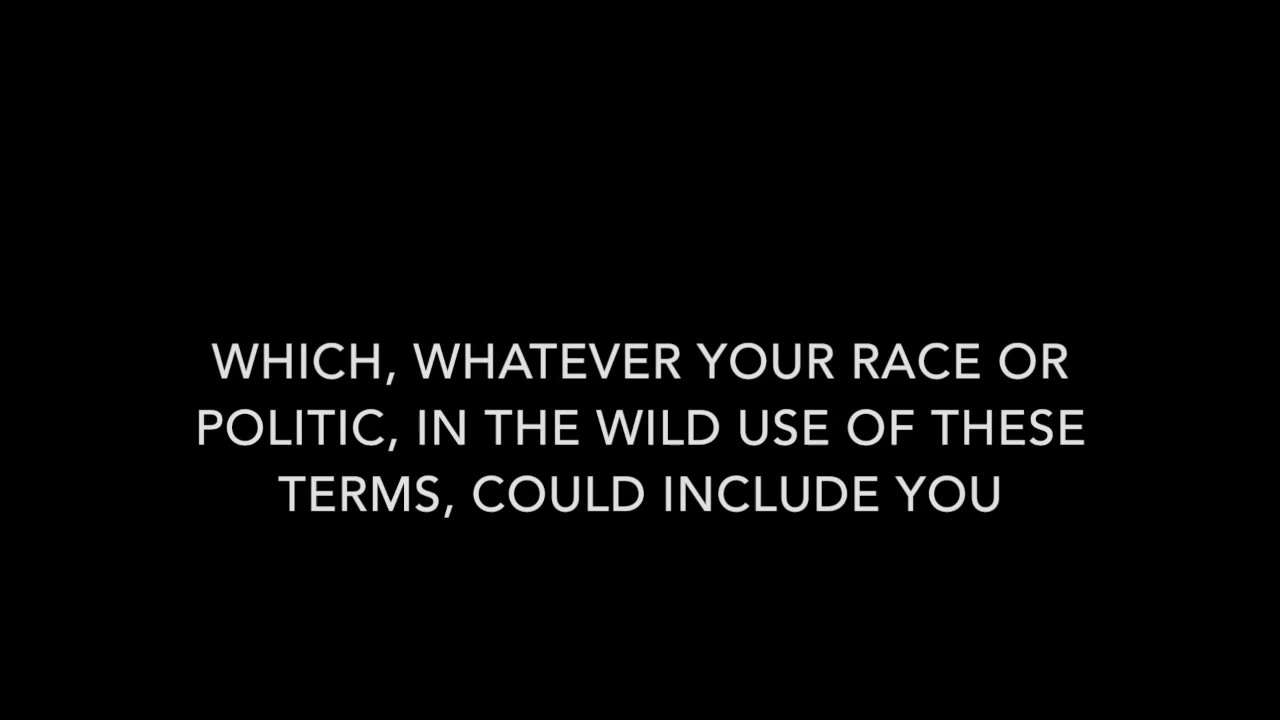 WHICH, WHATEVER YOUR RACE OR
POLITIC, IN THE WILD USE OF THESE
TERMS, COULD INCLUDE YOU